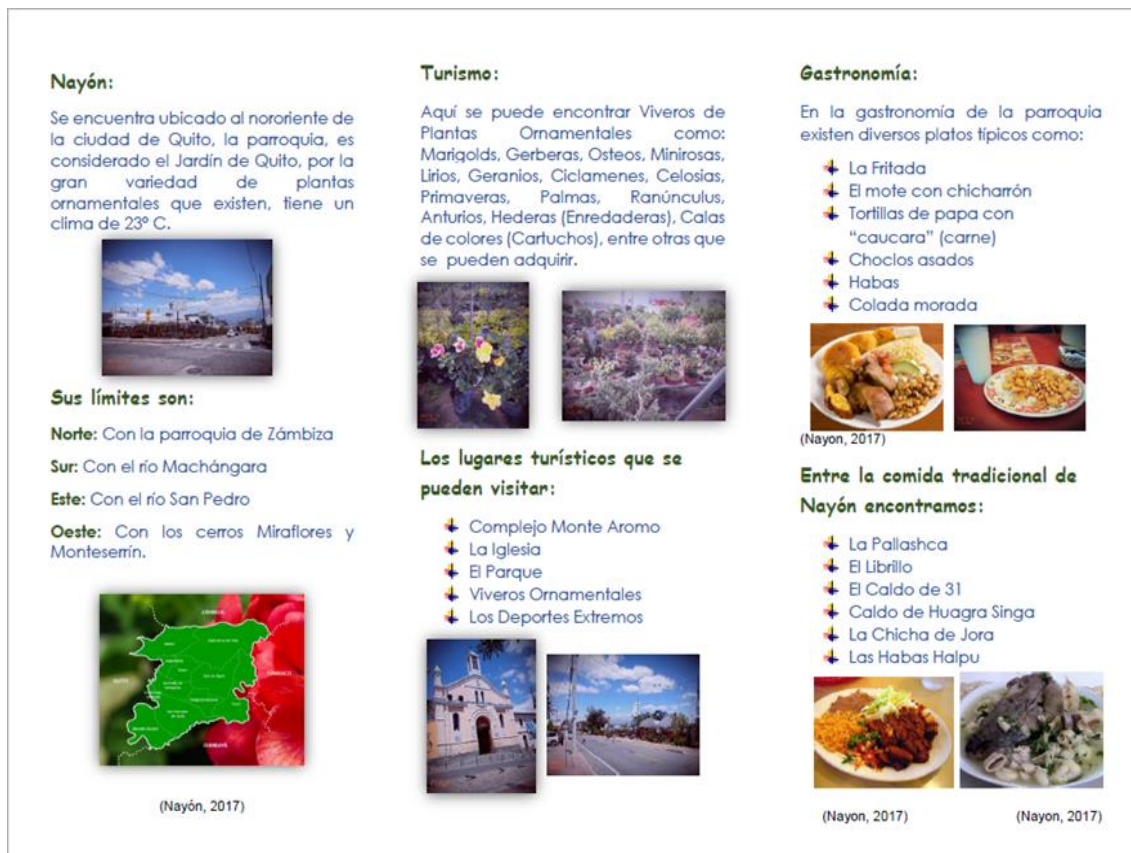 Nayón:
Se encuentra ubicado al nororiente de
la ciudad de Quito, la parroquia, es
considerado el Jardín de Quito, por la
gran variedad de plantas
ornamentales que existen, tiene un
clima de 23° C.
Sus límites son:
Norte: Con la parroquia de Zámbiza
Sur: Con el río Machángara
Este: Con el río San Pedro
Oeste: Con los cerros Miraflores y
Monteserrín.
(Nayón, 2017)
Turismo:
Aquí se puede encontrar Viveros de
Plantas Ornamentales como:
Marigolds, Gerberas, Osteos, Minirosas,
Lirios, Geranios, Ciclamenes, Celosias,
Primaveras, Palmas, Ranúnculus,
Anturios, Hederas (Enredaderas), Calas
de colores (Cartuchos), entre otras que
se pueden adquirir.
Los lugares turísticos que se
pueden visitar:
Complejo Monte Aromo
La Iglesia
El Parque
Viveros Ornamentales
Los Deportes Extremos
Gastronomía:
En la gastronomía de la parroquia
existen diversos platos típicos como:
La Fritada
El mote con chicharrón
Tortillas de papa con
"caucara" (carne)
Choclos asados
Habas
Colada morada
(Nayon, 2017)
Entre la comida tradicional de
Nayón encontramos:
La Pallashca
El Librillo
El Caldo de 31
Caldo de Huagra Singa
La Chicha de Jora
Las Habas Halpu
(Nayon, 2017)
(Nayon, 2017)